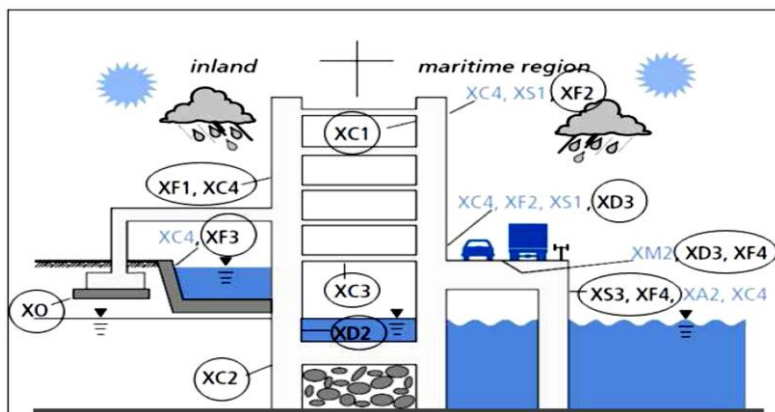 inland
maritime region
XC4, XS1, XF2
XC1
XF1, XC4
XC4, XF2, XS1, XD3
XC4, XF3
XM2, XD3, XF4
XC3
XS3, XF4, XA2, XC4
XO
XD2
XC2